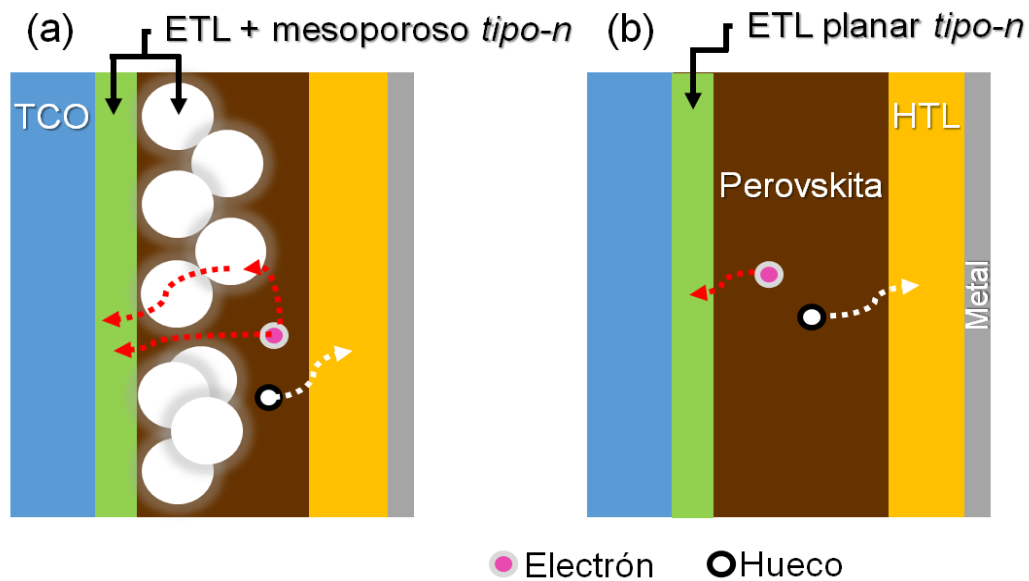 (a) ETL + mesoporoso tipo-n
(b) ETL planar tipo-n
TCO
HTL
Perovskita
Metal
Electrón
Hueco